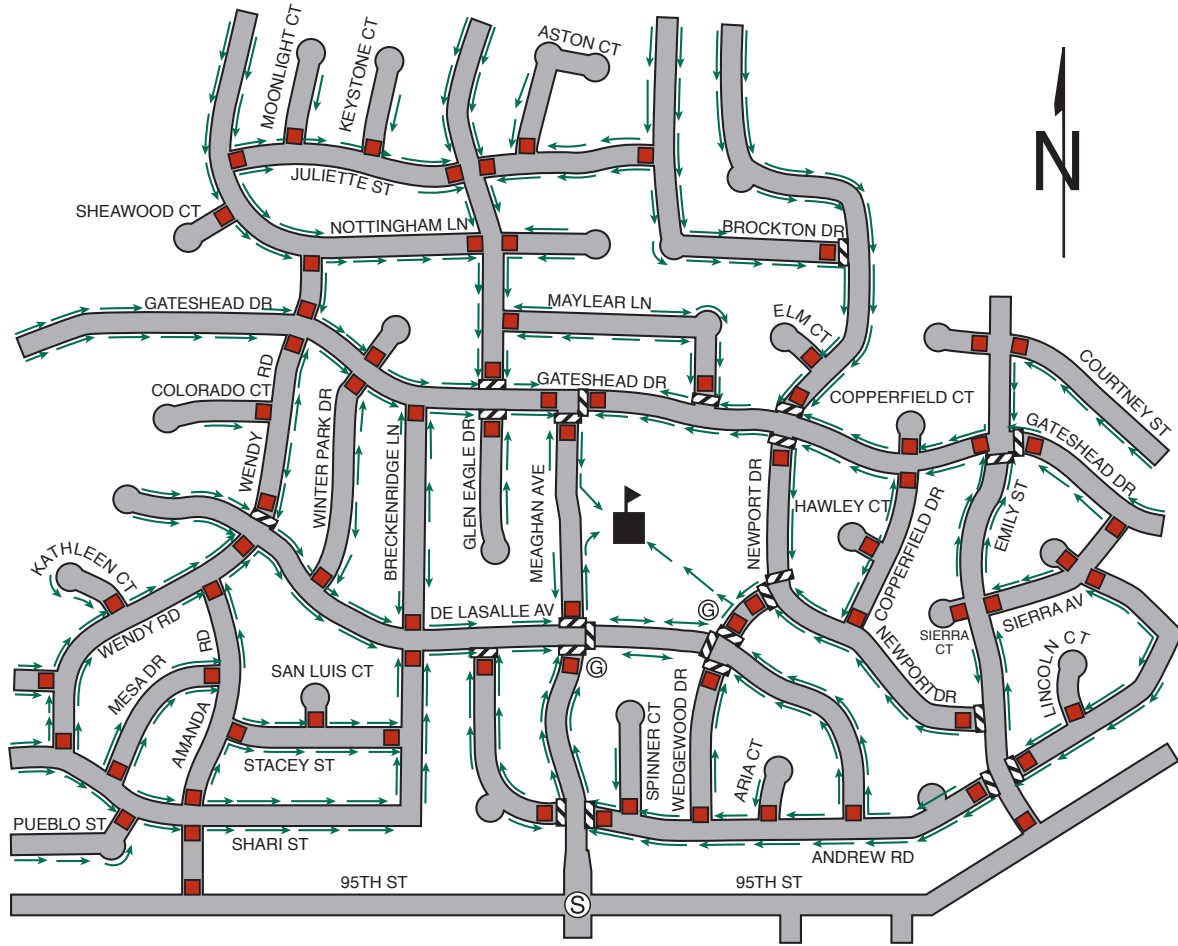 MOONLIGHT CT
KEYSTONE CT
ASTON CT
JULIETTE ST
N
SHEAWOOD CT
NOTTINGHAM LN
BROCKTON DR
GATESHEAD DR
MAYLEAR LN
ELM CT
COURTNEY ST
COLORADO CT
WENDY RD
WINTER PARK DR
BRECKENRIDGE LN
GATESHEAD DR
COPPERFIELD CT
GATESHEAD DR
GLEN EAGLE DR
MEAGHAN AVE
NEWPORT DR
HAWLEY CT
COPPERFIELD DR
EMILY ST
KATHLEEN CT
WENDY RD
DE LASALLE AV
G
SIERRA
CT
SIERRA AV
MESA DR
AMANDA RD
SAN LUIS CT
G
WEDGEWOOD DR
NEWPORT DR
LINCOLN CT
STACEY ST
SPINNER CT
ARIA CT
PUEBLO ST
SHARI ST
ANDREW RD
95TH ST
S
95TH ST